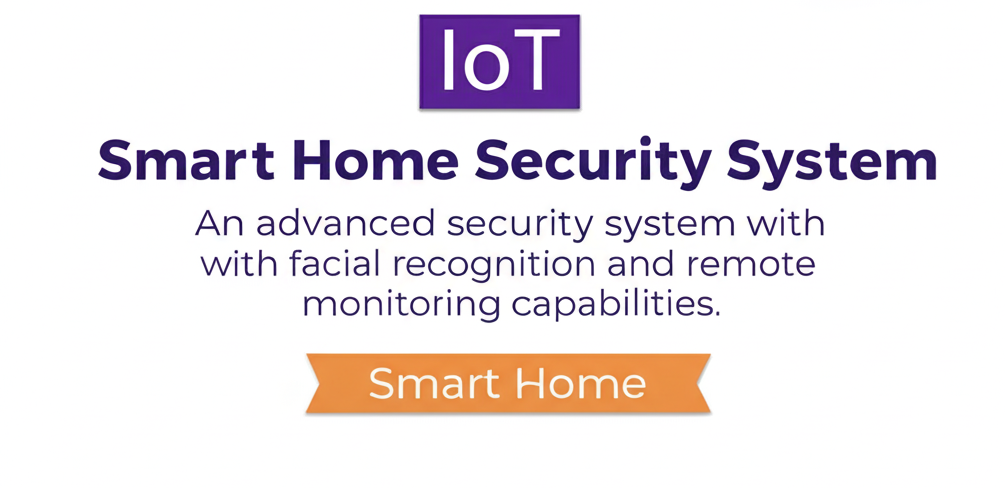 IoT
Smart Home Security System
An advanced security system with
with facial recognition and remote
monitoring capabilities.
Smart Home